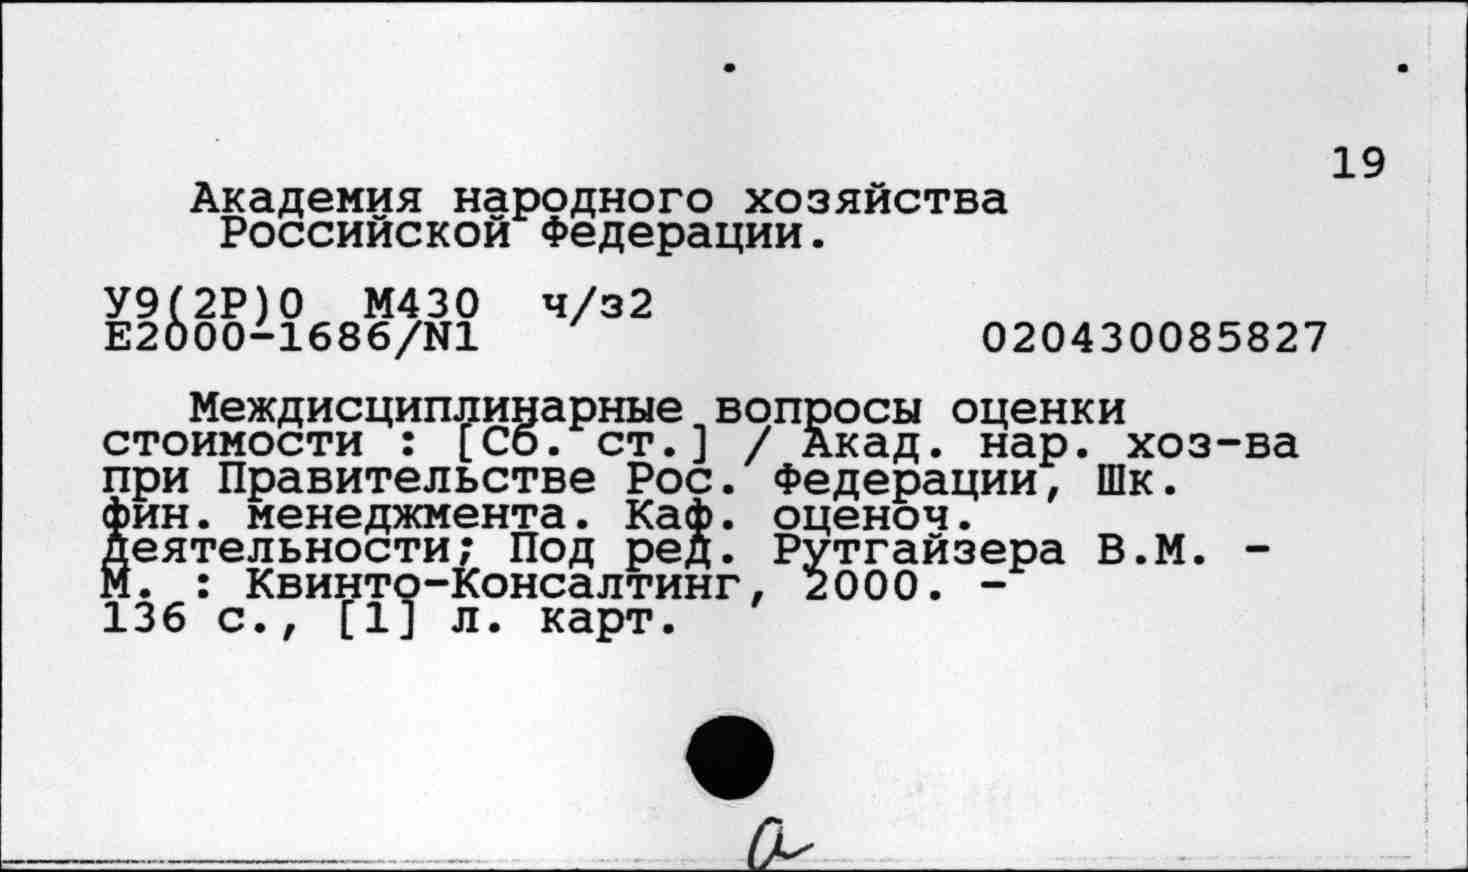 19
Академия народного хозяйства
Российской Федерации.
У9(2Р)0 М430 ч/з2
Е2000-1686/N1 020430085827
Междисциплинарные вопросы оценки
стоимости : [Сб. ст.] / Акад. нар. хоз-ва
при Правительстве Рос. Федерации, Шк.
фин. менеджмента. Каф. оценоч.
деятельности; Под ред. Рутгайзера В.М. -
М. : Квинто-Консалтинг, 2000. -
136 с., [1] л. карт.
а